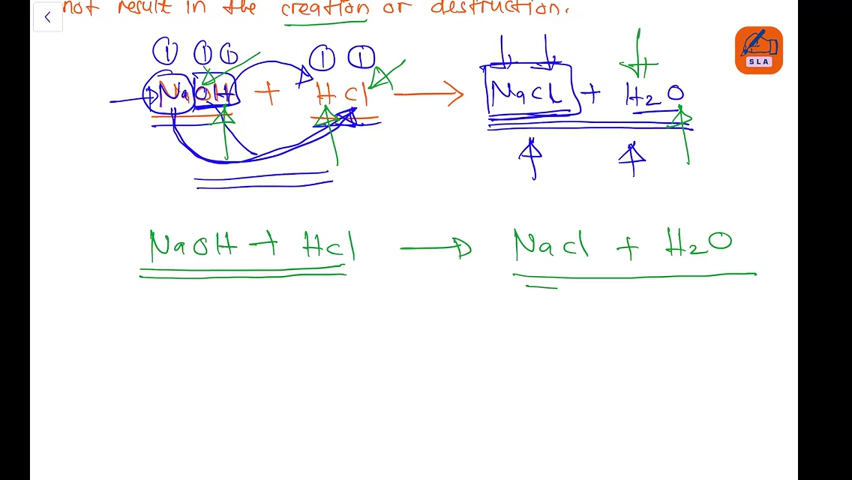 not result in the creation or destruction.
1 1 1 1 1
NaOH + HCl → NaCl + H2O
SLA
NaOH + HCl → NaCl + H2O